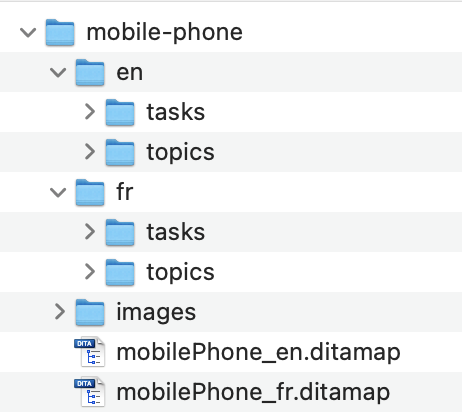 mobile-phone
en
tasks
topics
fr
tasks
topics
images
DITA mobilePhone_en.ditamap
DITA mobilePhone_fr.ditamap